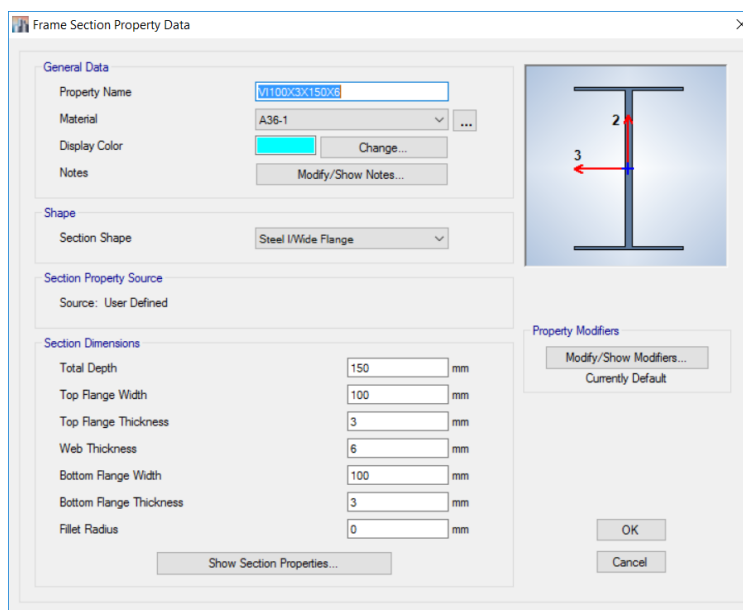 Frame Section Property Data
General Data
Property Name VI100X3X150X6
Material A36-1 ...
Display Color Change...
Notes Modify/Show Notes...
2
3
Shape
Section Shape Steel I/Wide Flange
Section Property Source
Source: User Defined
Property Modifiers
Modify/Show Modifiers...
Currently Default
Section Dimensions
Total Depth 150 mm
Top Flange Width 100 mm
Top Flange Thickness 3 mm
Web Thickness 6 mm
Bottom Flange Width 100 mm
Bottom Flange Thickness 3 mm
Fillet Radius 0 mm
Show Section Properties...
OK
Cancel